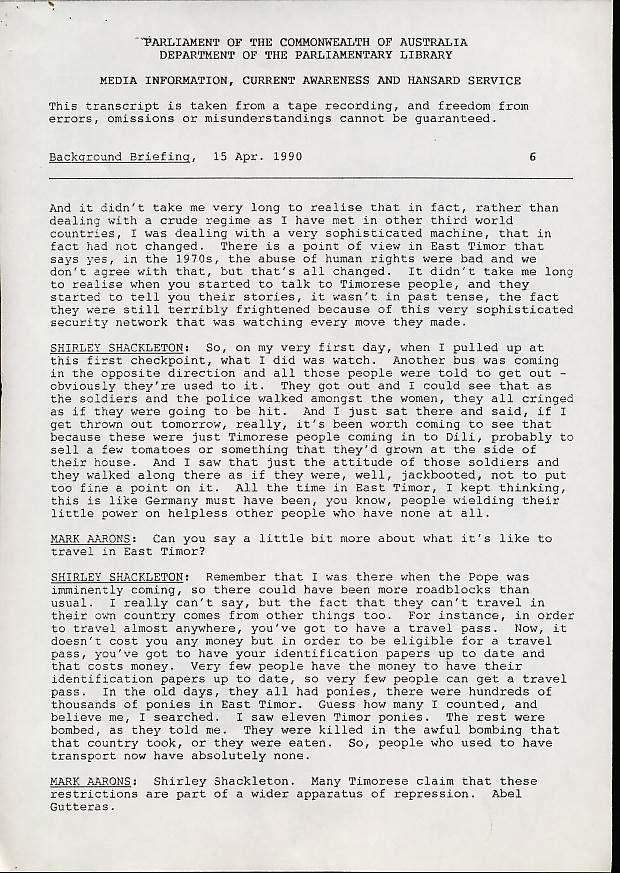 PARLIAMENT OF THE COMMONWEALTH OF AUSTRALIA
DEPARTMENT OF THE PARLIAMENTARY LIBRARY
MEDIA INFORMATION, CURRENT AWARENESS AND HANSARD SERVICE
This transcript is taken from a tape recording, and freedom from
errors, omissions or misunderstandings cannot be guaranteed.
Background Briefing, 15 Apr. 1990 6
And it didn't take me very long to realise that in fact, rather than
dealing with a crude regime as I have met in other third world
countries, I was dealing with a very sophisticated machine, that in
fact had not changed. There is a point of view in East Timor that
says yes, in the 1970s, the abuse of human rights were bad and we
don't agree with that, but that's all changed. It didn't take me long
to realise when you started to talk to Timorese people, and they
started to tell you their stories, it wasn't in past tense, the fact
they were still terribly frightened because of this very sophisticated
security network that was watching every move they made.
SHIRLEY SHACKLETON: So, on my very first day, when I pulled up at
this first checkpoint, what I did was watch. Another bus was coming
in the opposite direction and all those people were told to get out -
obviously they're used to it. They got out and I could see that as
the soldiers and the police walked amongst the women, they all cringed
as if they were going to be hit. And I just sat there and said, if I
get thrown out tomorrow, really, it's been worth coming to see that
because these were just Timorese people coming in to Dili, probably to
sell a few tomatoes or something that they'd grown at the side of
their house. And I saw that just the attitude of those soldiers and
they walked along there as if they were, well, jackbooted, not to put
too fine a point on it. All the time in East Timor, I kept thinking,
this is like Germany must have been, you know, people wielding their
little power on helpless other people who have none at all.
MARK AARONS: Can you say a little bit more about what it's like to
travel in East Timor?
SHIRLEY SHACKLETON: Remember that I was there when the Pope was
imminently coming, so there could have been more roadblocks than
usual. I really can't say, but the fact that they can't travel in
their own country comes from other things too. For instance, in order
to travel almost anywhere, you've got to have a travel pass. Now, it
doesn't cost you any money but in order to be eligible for a travel
pass, you've got to have your identification papers up to date and
that costs money. Very few people have the money to have their
identification papers up to date, so very few people can get a travel
pass. In the old days, they all had ponies, there were hundreds of
thousands of ponies in East Timor. Guess how many I counted, and
believe me, I searched. I saw eleven Timor ponies. The rest were
bombed, as they told me. They were killed in the awful bombing that
that country took, or they were eaten. So, people who used to have
transport now have absolutely none.
MARK AARONS: Shirley Shackleton. Many Timorese claim that these
restrictions are part of a wider apparatus of repression. Abel
Gutteras.